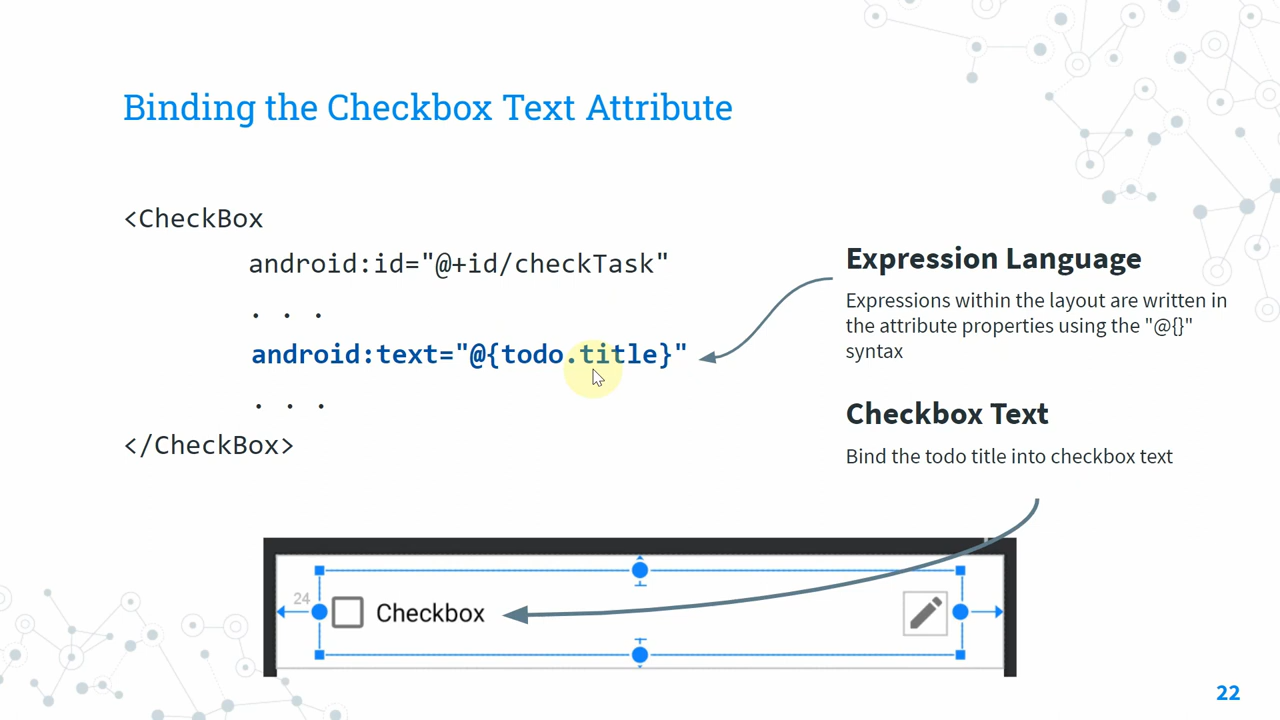 Binding the Checkbox Text Attribute
<CheckBox
android:id="@+id/checkTask"
. . .
android:text="@{todo.title}"
. . .
</CheckBox>
Expression Language
Expressions within the layout are written in
the attribute properties using the "@{}"
syntax
Checkbox Text
Bind the todo title into checkbox text
24
Checkbox
22